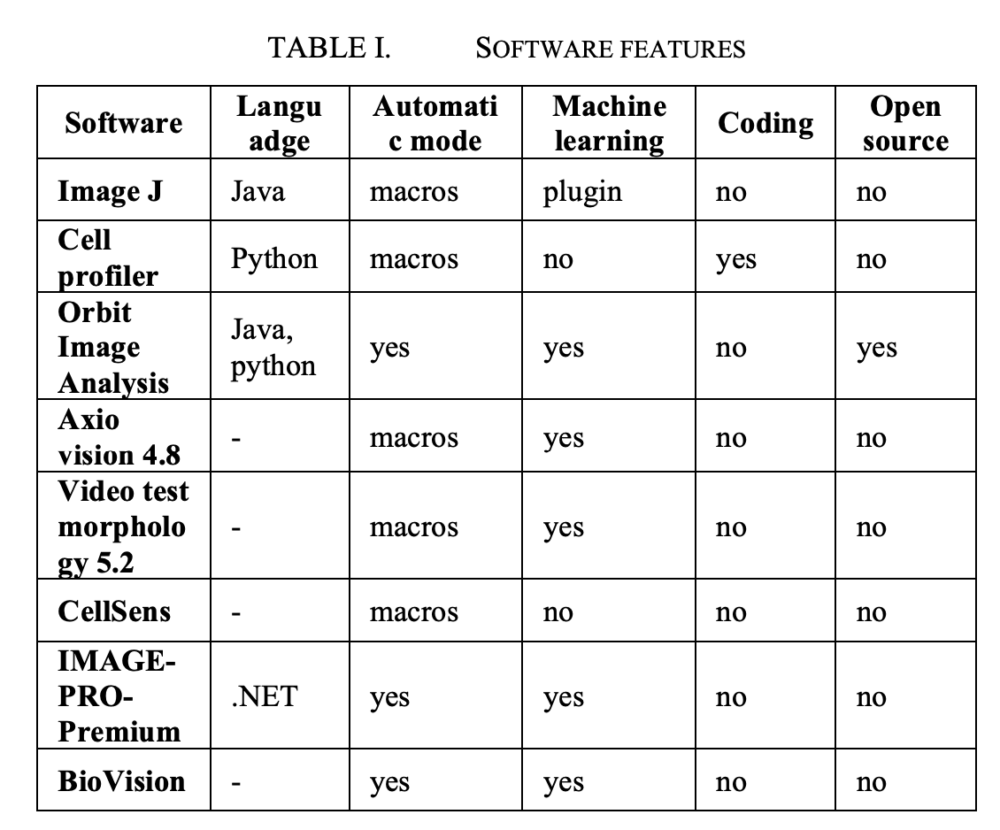 TABLE I. SOFTWARE FEATURES
Software
Langu
adge
Automati
c mode
Machine
learning
Coding
Open
source
Image J
Java
macros
plugin
no
no
Cell
profiler
Python
macros
no
yes
no
Orbit
Image
Analysis
Java,
python
yes
yes
no
yes
Axio
vision 4.8
-
macros
yes
no
no
Video test
morpholo
gy 5.2
-
macros
yes
no
no
CellSens
-
macros
no
no
no
IMAGE-
PRO-
Premium
.NET
yes
yes
no
no
BioVision
-
yes
yes
no
no